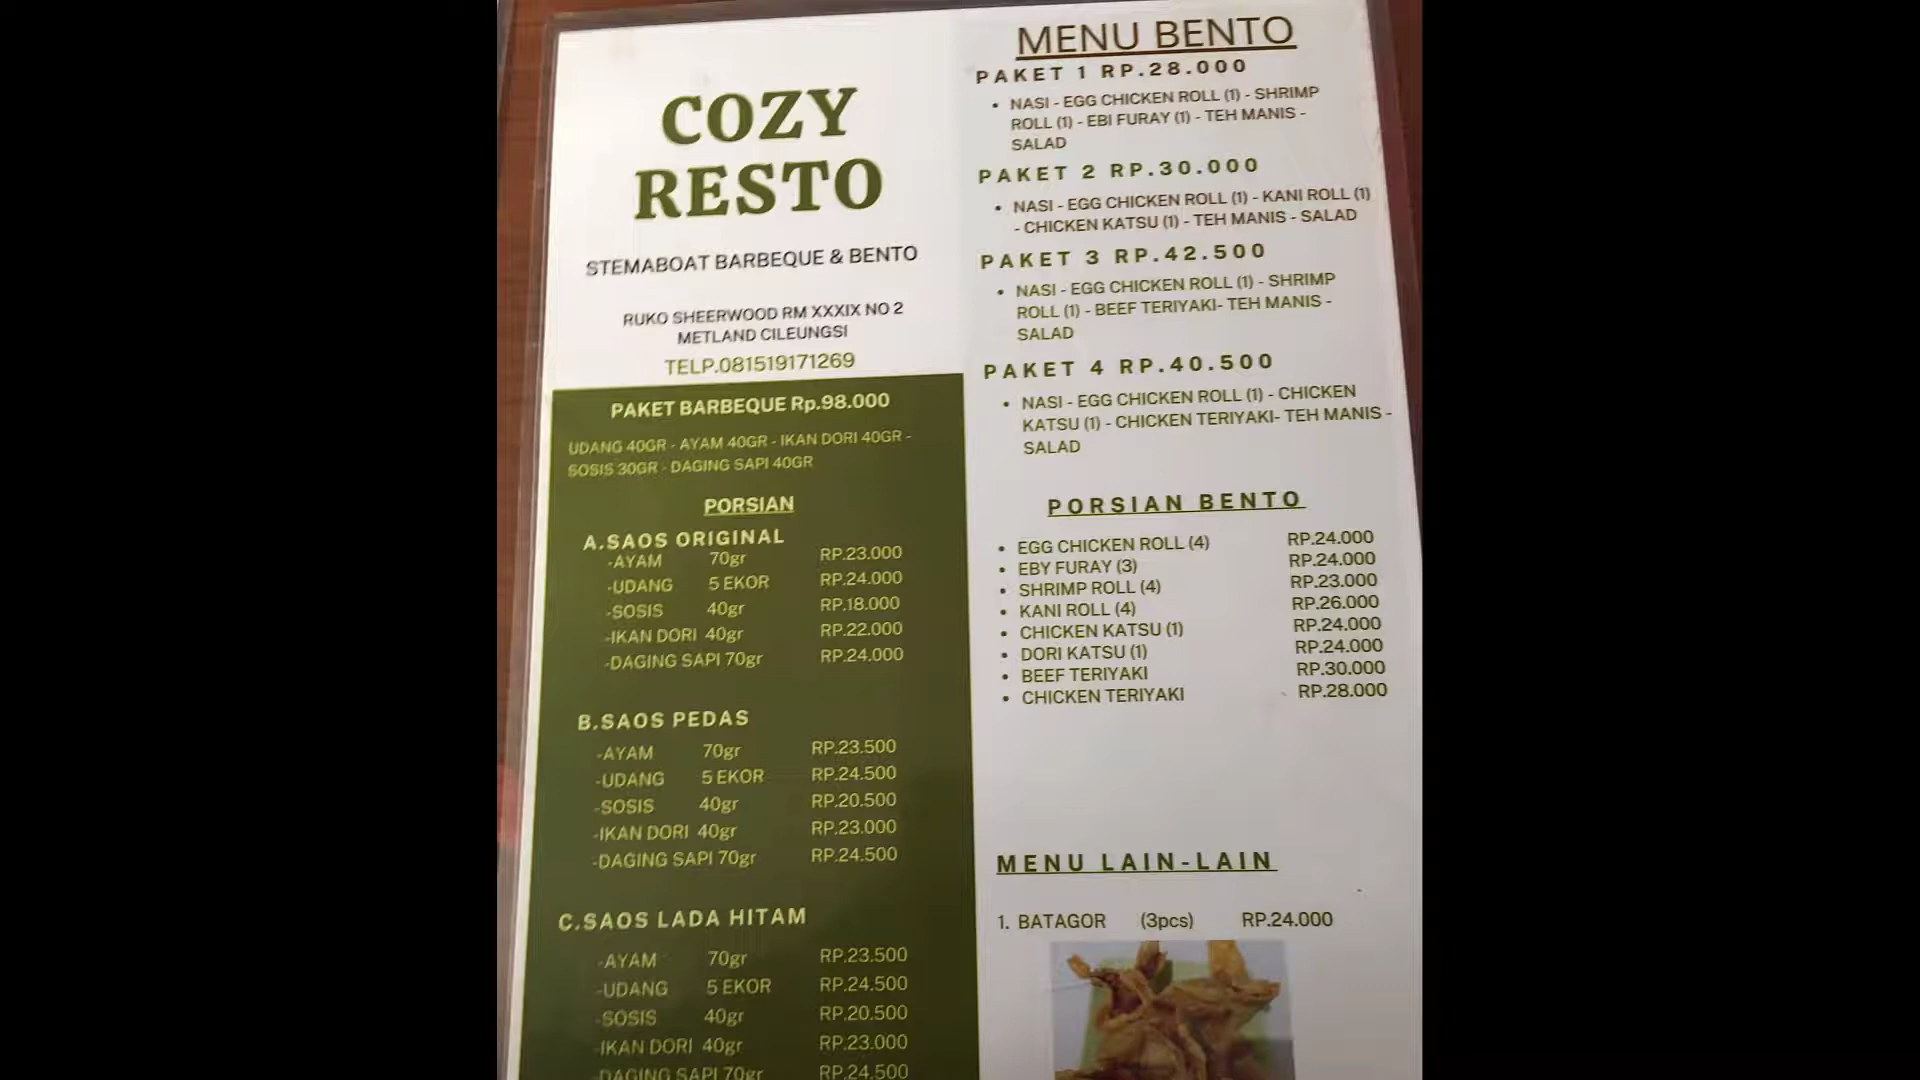 COZY
RESTO
STEMABOAT BARBEQUE & BENTO
RUKO SHEERWOOD RM XXXIX NO 2
METLAND CILEUNGSI
TELP.081519171269
PAKET BARBEQUE Rp.98.000
UDANG 40GR - AYAM 40GR - IKAN DORI 40GR -
SOSIS 30GR - DAGING SAPI 40GR
PORSIAN
A.SAOS ORIGINAL
-AYAM 70gr RP.23.000
-UDANG 5 EKOR RP.24.000
-SOSIS 40gr RP.18.000
-IKAN DORI 40gr RP.22.000
-DAGING SAPI 70gr RP.24.000
B.SAOS PEDAS
-AYAM 70gr RP.23.500
-UDANG 5 EKOR RP.24.500
-SOSIS 40gr RP.20.500
-IKAN DORI 40gr RP.23.000
-DAGING SAPI 70gr RP.24.500
C.SAOS LADA HITAM
-AYAM 70gr RP.23.500
-UDANG 5 EKOR RP.24.500
-SOSIS 40gr RP.20.500
-IKAN DORI 40gr RP.23.000
-DAGING SAPI 70gr RP.24.500
MENU BENTO
PAKET 1 RP.28.000
• NASI - EGG CHICKEN ROLL (1) - SHRIMP
ROLL (1) - EBI FURAY (1) - TEH MANIS -
SALAD
PAKET 2 RP.30.000
• NASI - EGG CHICKEN ROLL (1) - KANI ROLL (1)
- CHICKEN KATSU (1) - TEH MANIS - SALAD
PAKET 3 RP.42.500
• NASI - EGG CHICKEN ROLL (1) - SHRIMP
ROLL (1) - BEEF TERIYAKI- TEH MANIS -
SALAD
PAKET 4 RP.40.500
• NASI - EGG CHICKEN ROLL (1) - CHICKEN
KATSU (1) - CHICKEN TERIYAKI- TEH MANIS -
SALAD
PORSIAN BENTO
• EGG CHICKEN ROLL (4) RP.24.000
• EBY FURAY (3) RP.24.000
• SHRIMP ROLL (4) RP.23.000
• KANI ROLL (4) RP.26.000
• CHICKEN KATSU (1) RP.24.000
• DORI KATSU (1) RP.24.000
• BEEF TERIYAKI RP.30.000
• CHICKEN TERIYAKI RP.28.000
MENU LAIN-LAIN
1. BATAGOR (3pcs) RP.24.000